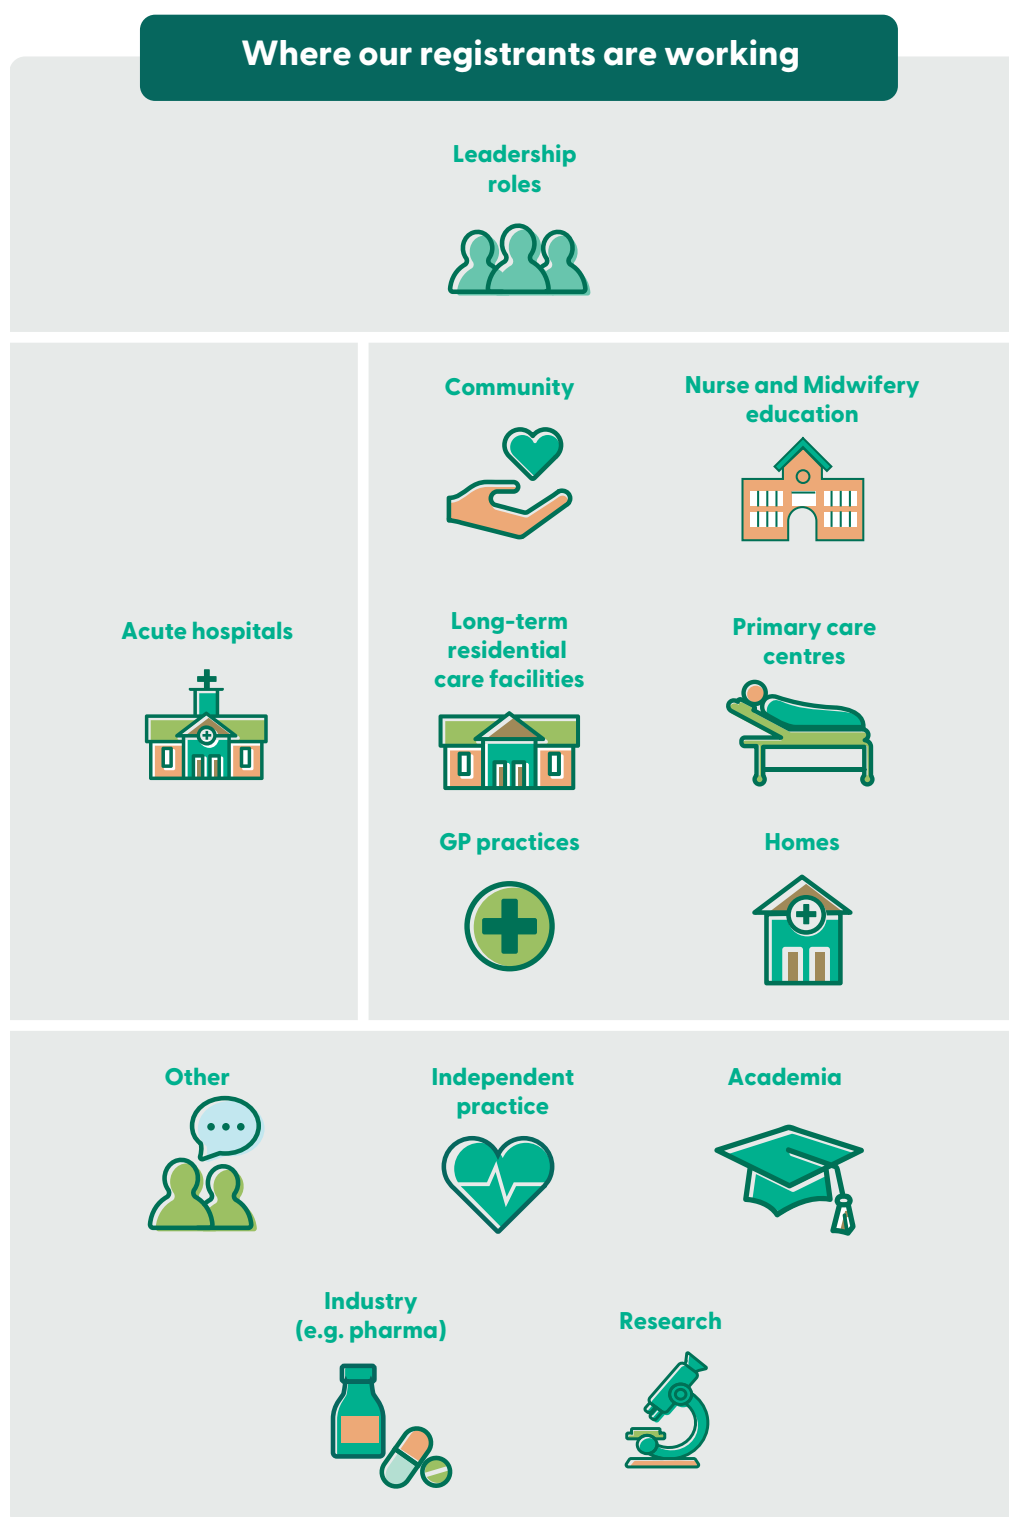 Where our registrants are working
Leadership
roles
Acute hospitals
Community
Nurse and Midwifery
education
Long-term
residential
care facilities
Primary care
centres
GP practices
Homes
Other
Independent
practice
Academia
Industry
(e.g. pharma)
Research